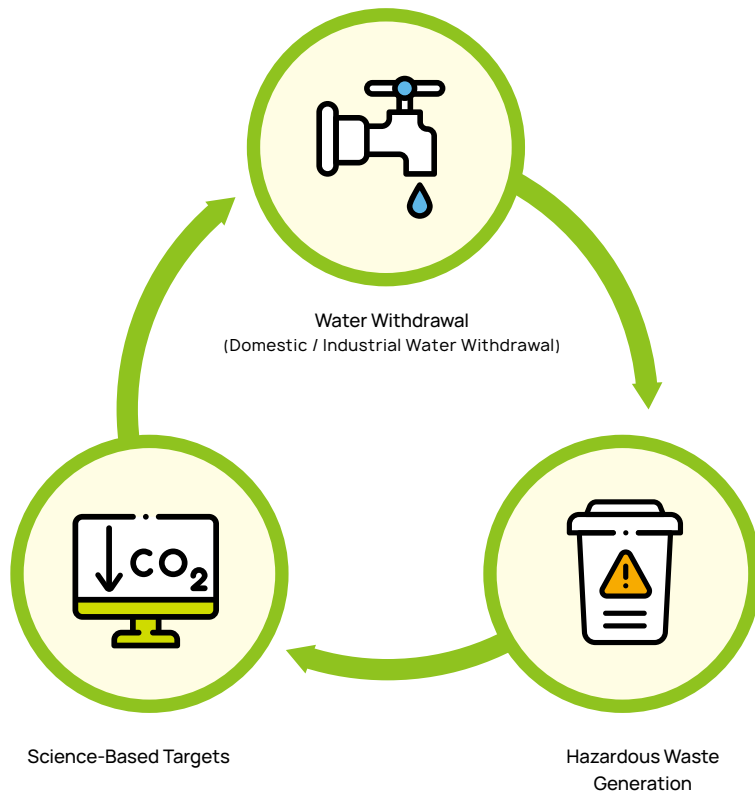 Water Withdrawal
(Domestic / Industrial Water Withdrawal)
CO2
Science-Based Targets
Hazardous Waste
Generation